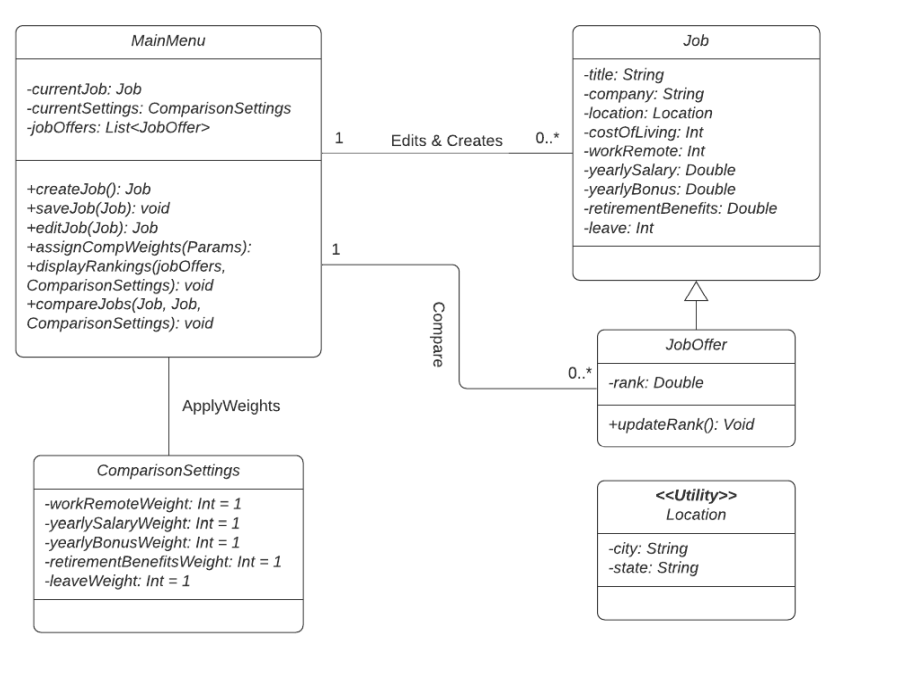 MainMenu
-currentJob: Job
-currentSettings: ComparisonSettings
-jobOffers: List<JobOffer>
+createJob(): Job
+saveJob(Job): void
+editJob(Job): Job
+assignCompWeights(Params):
+displayRankings(jobOffers,
ComparisonSettings): void
+compareJobs(Job, Job,
ComparisonSettings): void
1
Edits & Creates
0..*
Job
-title: String
-company: String
-location: Location
-costOfLiving: Int
-workRemote: Int
-yearlySalary: Double
-yearlyBonus: Double
-retirementBenefits: Double
-leave: Int
1
Compare
0..*
JobOffer
-rank: Double
+updateRank(): Void
ApplyWeights
ComparisonSettings
-workRemoteWeight: Int = 1
-yearlySalaryWeight: Int = 1
-yearlyBonusWeight: Int = 1
-retirementBenefitsWeight: Int = 1
-leaveWeight: Int = 1
<<Utility>>
Location
-city: String
-state: String